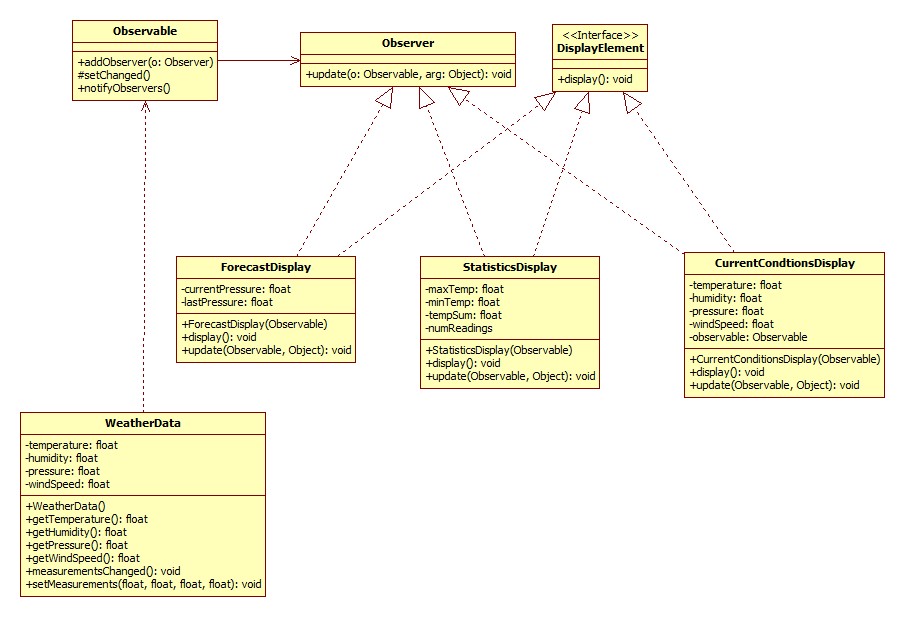 Observable
+addObserver(o: Observer)
#setChanged()
+notifyObservers()
Observer
+update(o: Observable, arg: Object): void
<<Interface>>
DisplayElement
+display(): void
ForecastDisplay
-currentPressure: float
-lastPressure: float
+ForecastDisplay(Observable)
+display(): void
+update(Observable, Object): void
StatisticsDisplay
-maxTemp: float
-minTemp: float
-tempSum: float
-numReadings
+StatisticsDisplay(Observable)
+display(): void
+update(Observable, Object): void
CurrentCondtionsDisplay
-temperature: float
-humidity: float
-pressure: float
-windSpeed: float
-observable: Observable
+CurrentConditionsDisplay(Observable)
+display(): void
+update(Observable, Object): void
WeatherData
-temperature: float
-humidity: float
-pressure: float
-windSpeed: float
+WeatherData()
+getTemperature(): float
+getHumidity(): float
+getPressure(): float
+getWindSpeed(): float
+measurementsChanged(): void
+setMeasurements(float, float, float, float): void